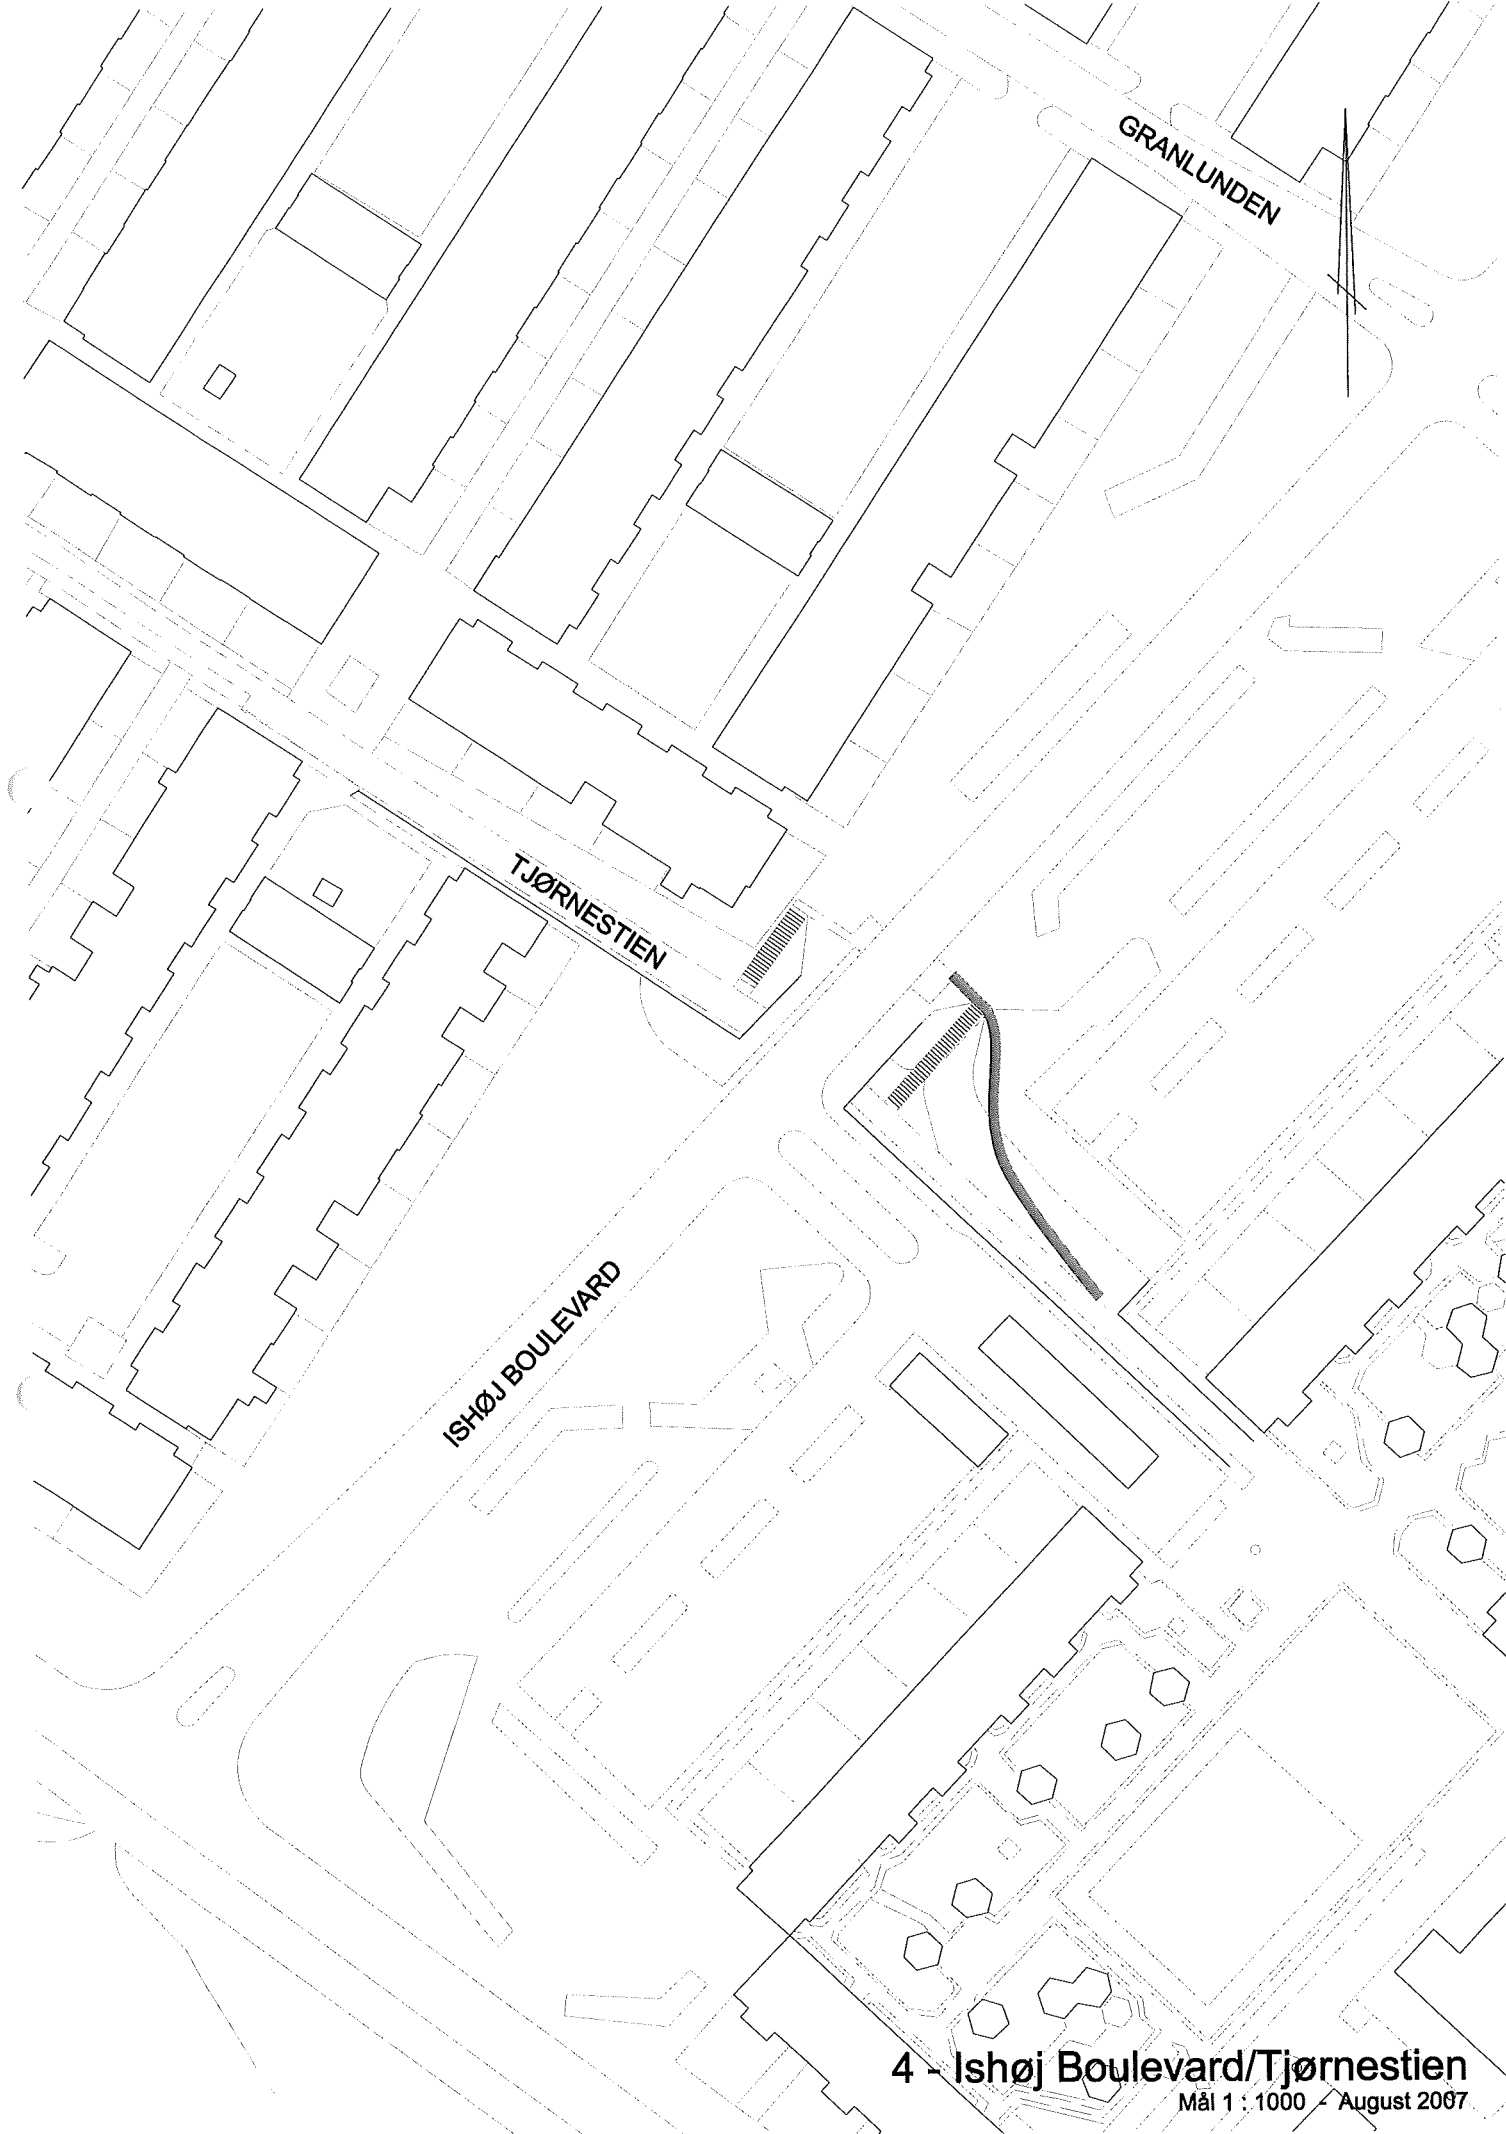 GRANLUNDEN
TJØRNESTIEN
ISHØJ BOULEVARD
4 - Ishøj Boulevard/Tjørnestien
Mål 1 : 1000 - August 2007